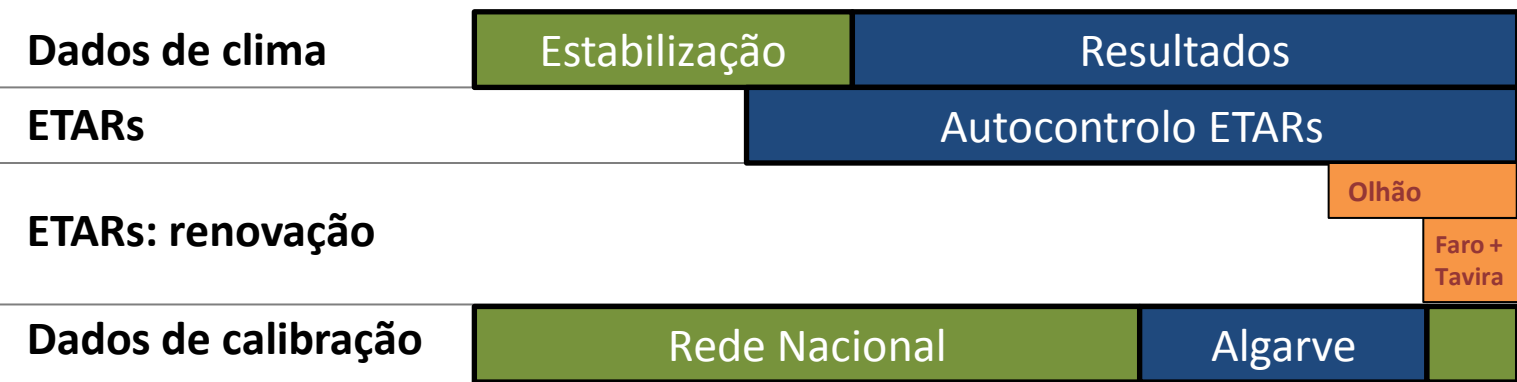 Dados de clima
Estabilização
Resultados
ETARs
Autocontrolo ETARs
Olhão
ETARs: renovação
Faro +
Tavira
Dados de calibração
Rede Nacional
Algarve